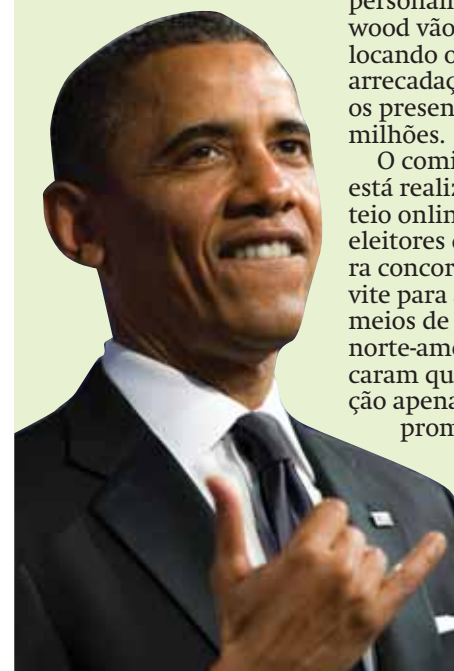 personali
wood vão
locando o
arrecadaç
os presen
milhões.
O comi
está realiz
teio onlin
eleitores d
ra concor
vite para
meios de
norte-ame
caram qu
ção apena
prom